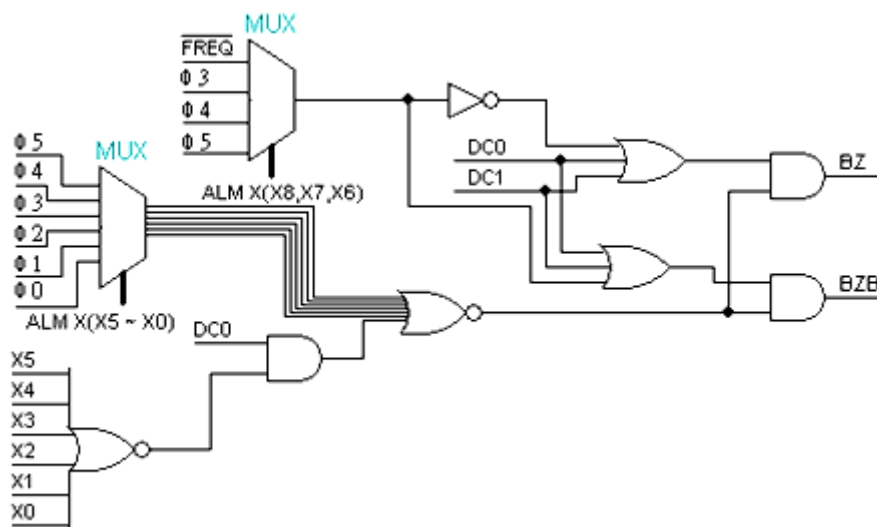 MUX
FREQ
Φ 3
Φ 4
Φ 5
ALM X(X8,X7,X6)
MUX
Φ 5
Φ 4
Φ 3
Φ 2
Φ 1
Φ 0
ALM X(X5 ~ X0)
DC0
DC1
BZ
BZB
DC0
X5
X4
X3
X2
X1
X0